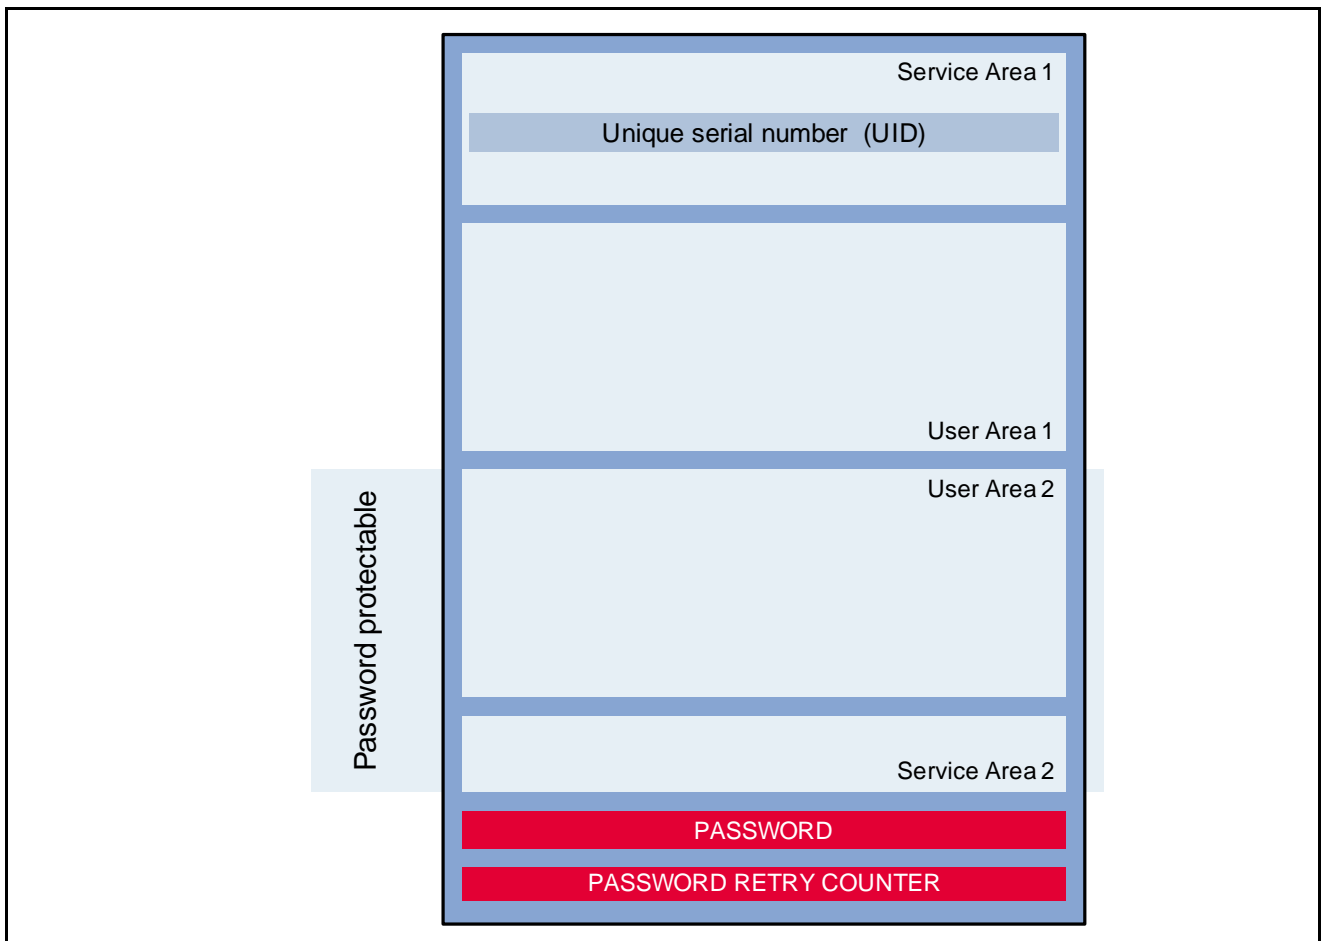 Service Area 1
Unique serial number (UID)
User Area 1
User Area 2
Password protectable
Service Area 2
PASSWORD
PASSWORD RETRY COUNTER